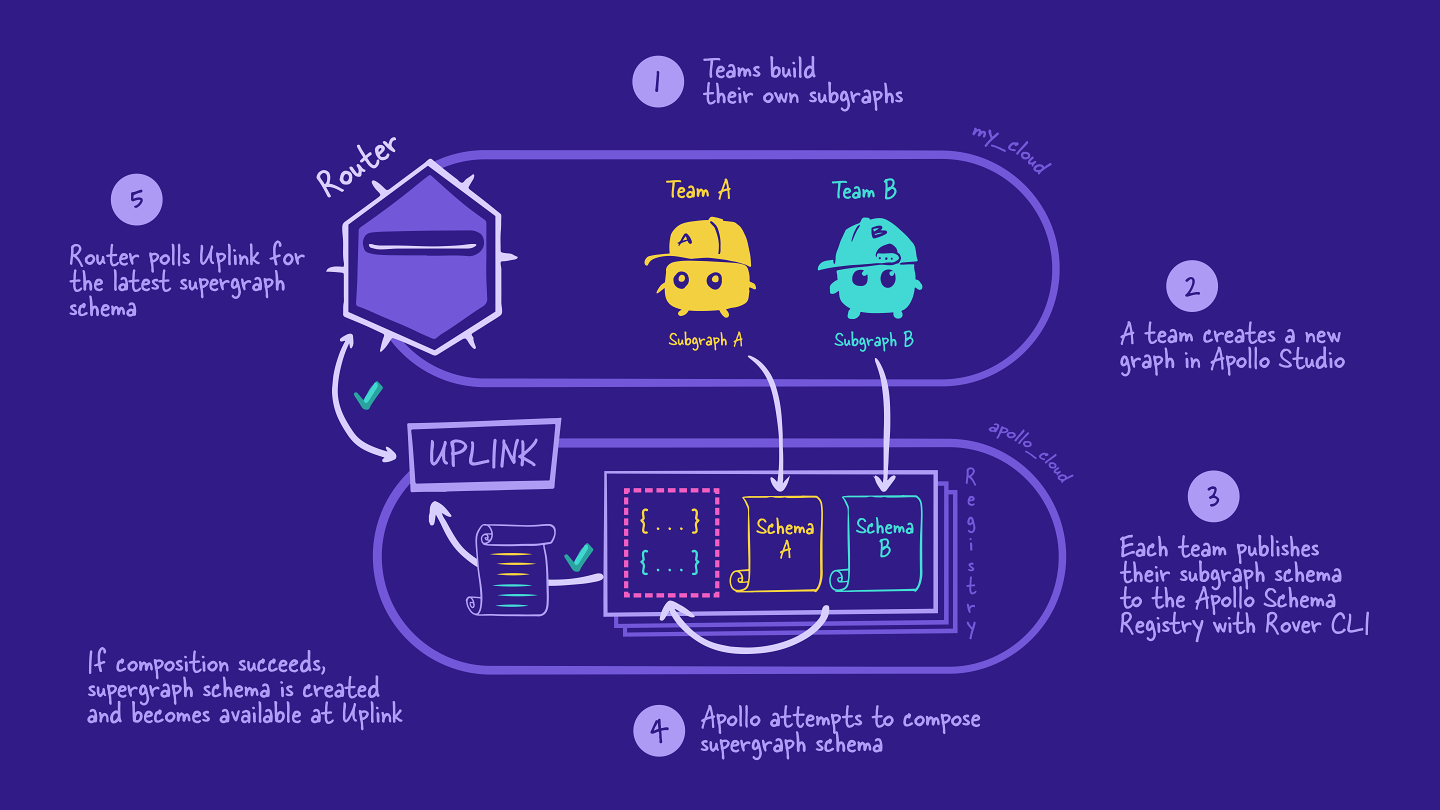 1
Teams build
their own subgraphs
my_cloud
Router
Team A
Team B
A
B
Subgraph A
Subgraph B
5
Router polls Uplink for
the latest supergraph
schema
2
A team creates a new
graph in Apollo Studio
apollo_cloud
UPLINK
Registry
{...}
{...}
Schema
A
Schema
B
3
Each team publishes
their subgraph schema
to the Apollo Schema
Registry with Rover CLI
If composition succeeds,
supergraph schema is created
and becomes available at Uplink
4
Apollo attempts to compose
supergraph schema